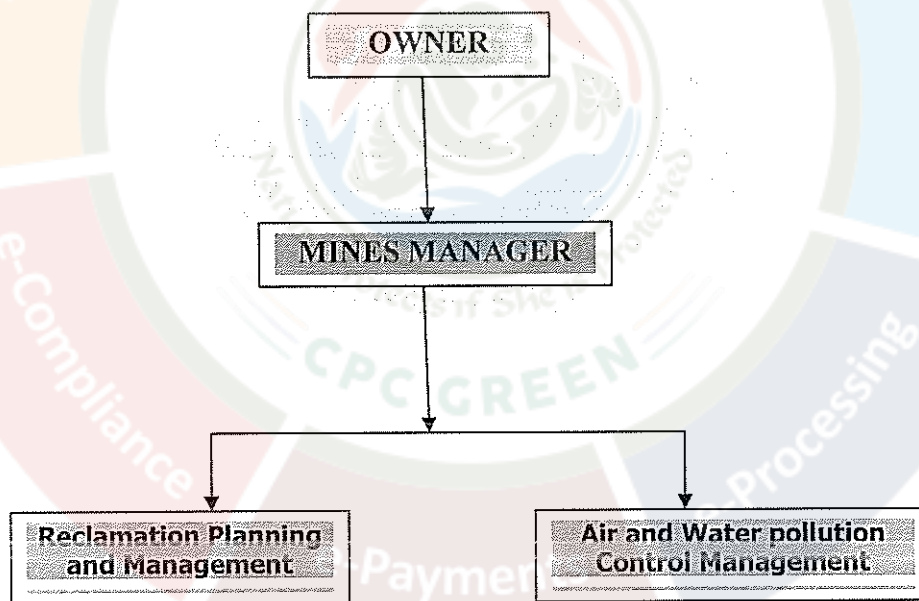 OWNER
MINES MANAGER
CPC GREEN
e-Compliance
e-Processing
e-Payment
Reclamation Planning
and Management
Air and Water pollution
Control Management